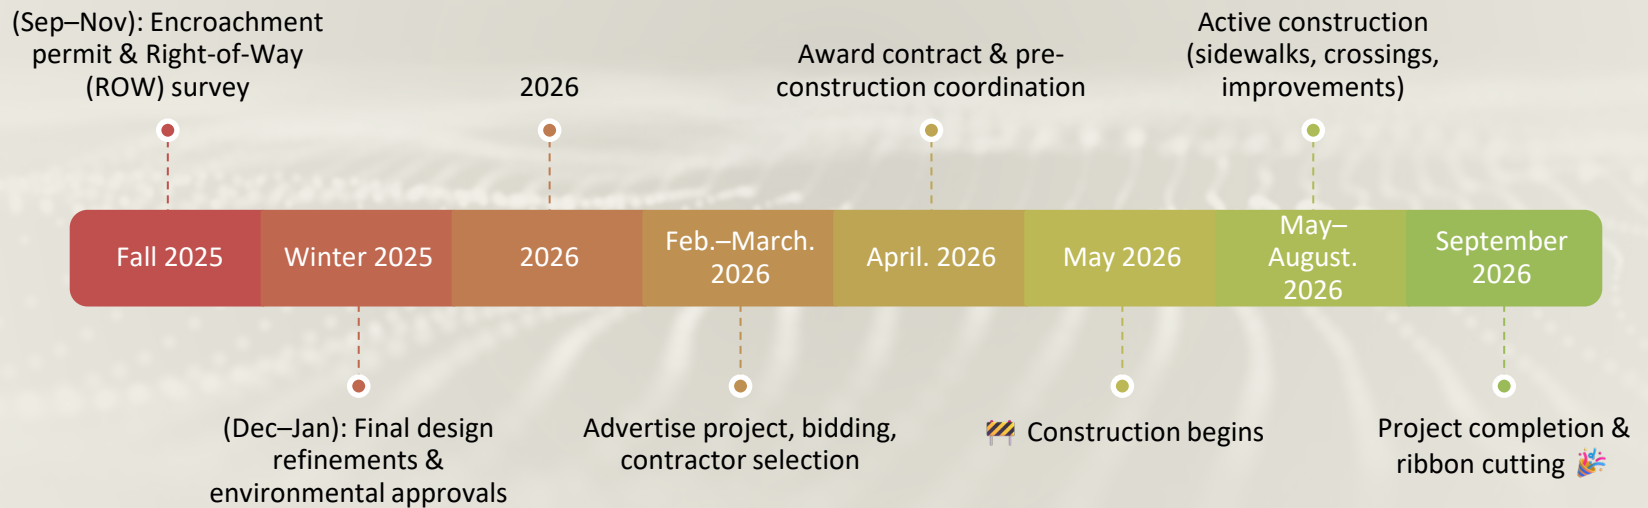 (Sep–Nov): Encroachment
permit & Right-of-Way
(ROW) survey
2026
Award contract & pre-
construction coordination
Active construction
(sidewalks, crossings,
improvements)
Fall 2025
Winter 2025
2026
Feb.–March.
2026
April. 2026
May 2026
May–
August.
2026
September
2026
(Dec–Jan): Final design
refinements &
environmental approvals
Advertise project, bidding,
contractor selection
🚧 Construction begins
Project completion &
ribbon cutting 🎉